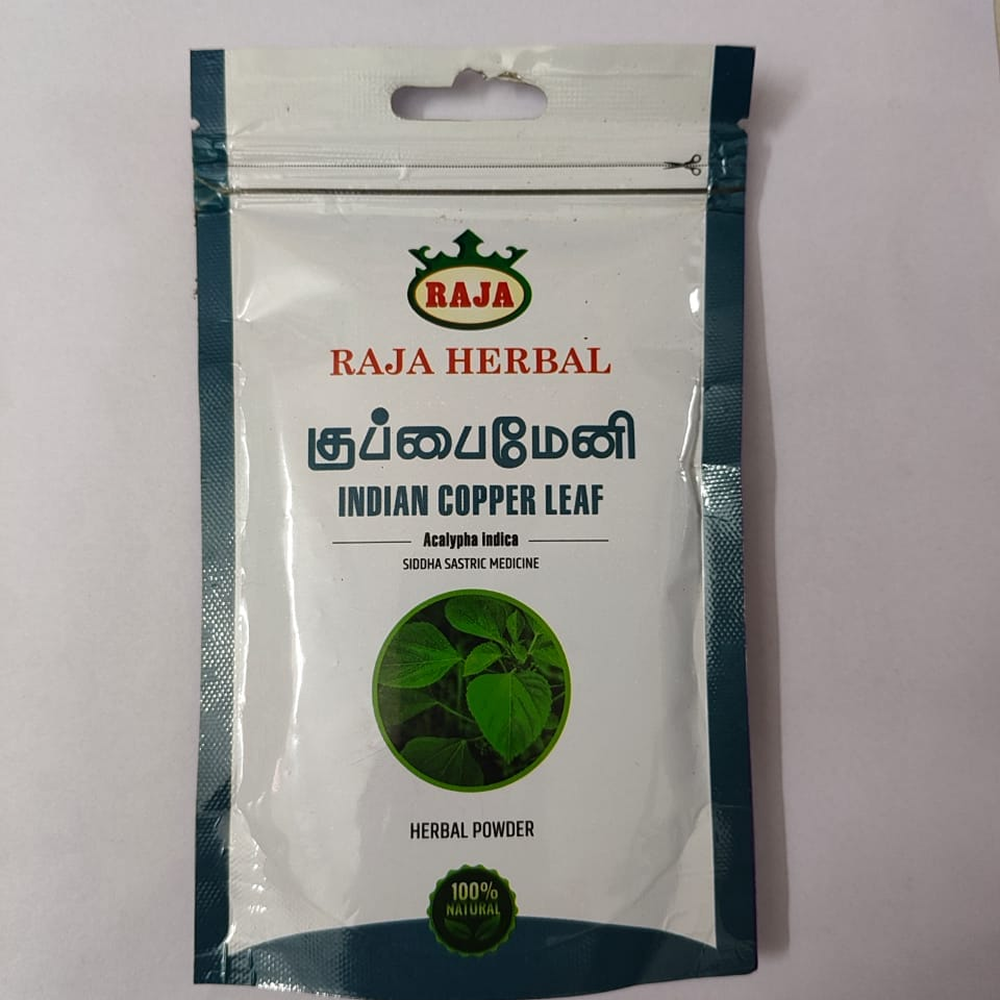 RAJA
RAJA HERBAL
குப்பைமேனி
INDIAN COPPER LEAF
Acalypha indica
SIDDHA SASTRIC MEDICINE
HERBAL POWDER
100%
NATURAL